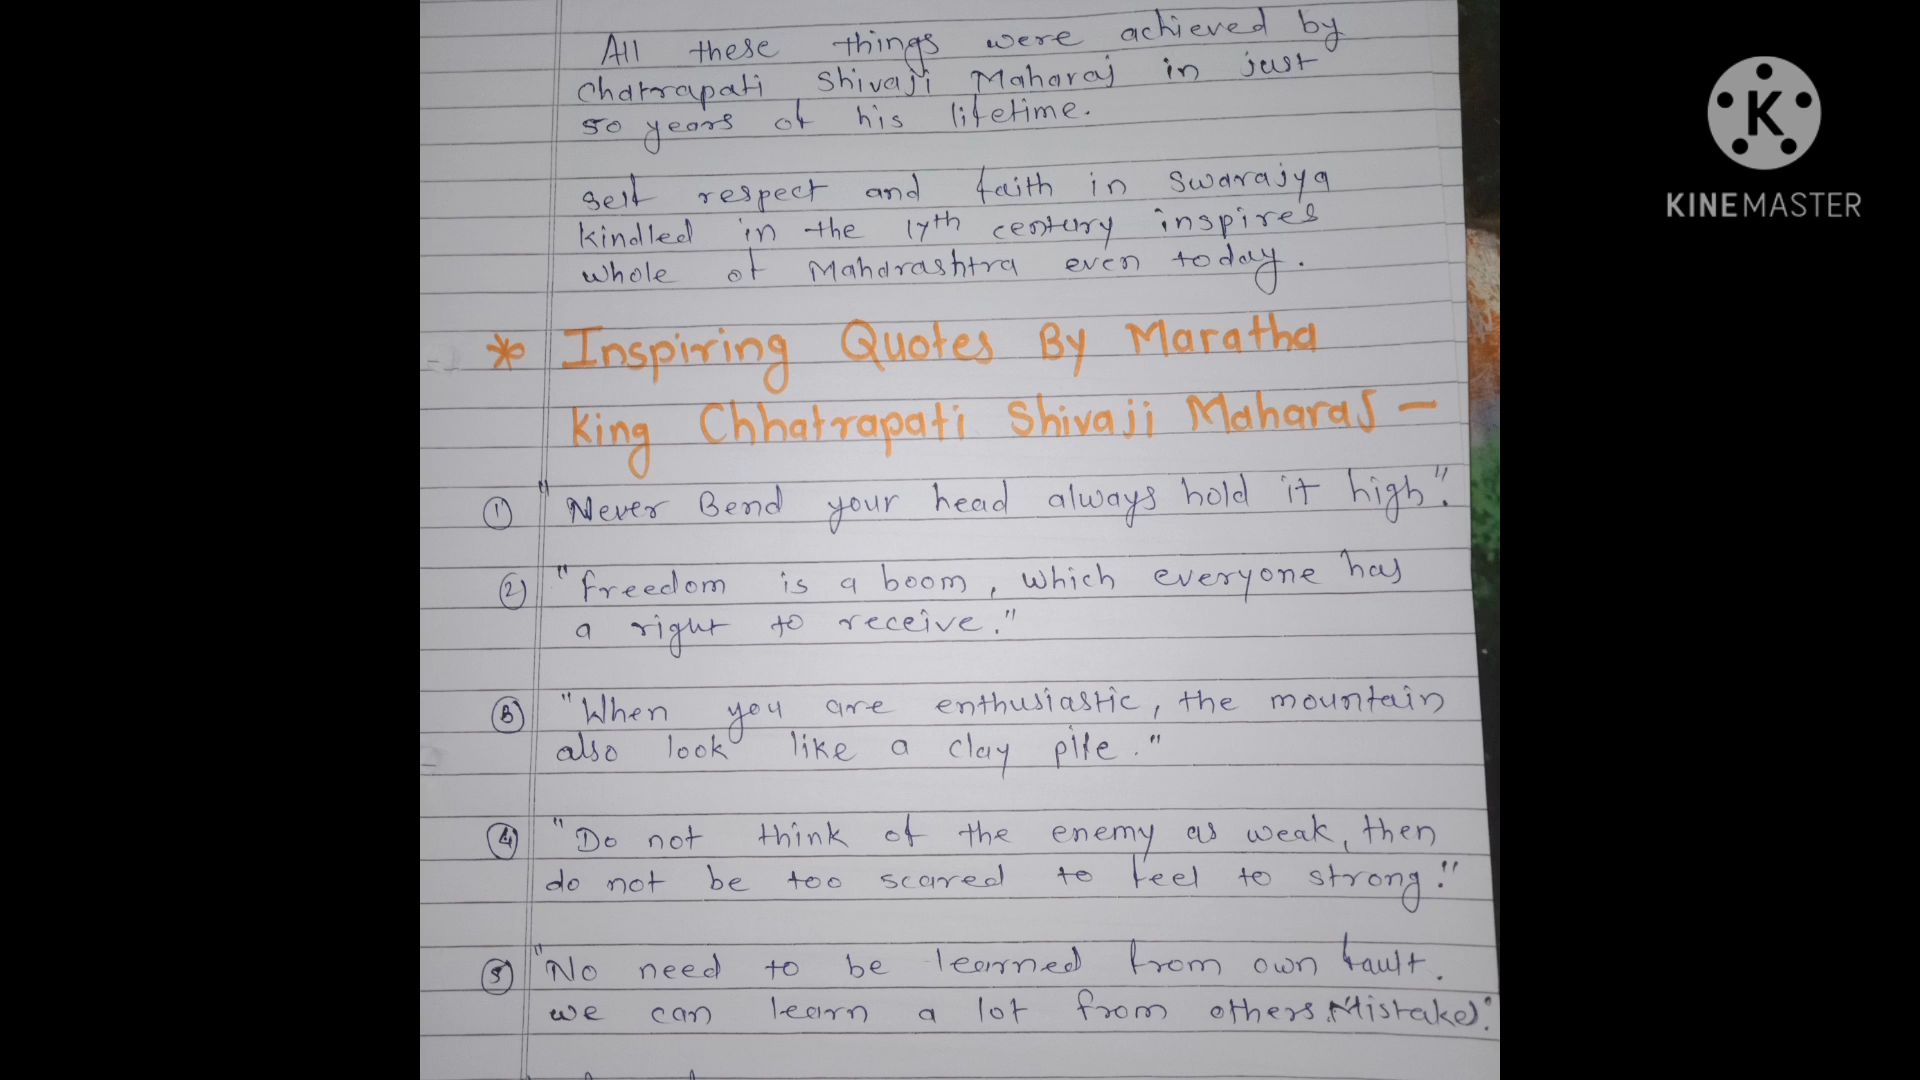 All these things were achieved by
Chatrapati Shivaji Maharaj in just
50 years of his lifetime.
self respect and faith in Swarajya
kindled in the 17th century inspires
whole of Maharashtra even today.
* Inspiring Quotes By Maratha
King Chhatrapati Shivaji Maharaj -
① "Never Bend your head always hold it high".
② "freedom is a boom, which everyone has
a right to receive."
③ "When you are enthusiastic, the mountain
also look like a clay pile."
④ "Do not think of the enemy as weak, then
do not be too scared to feel to strong."
⑤ "No need to be learned from own fault.
we can learn a lot from others Mistake".
K
KINEMASTER